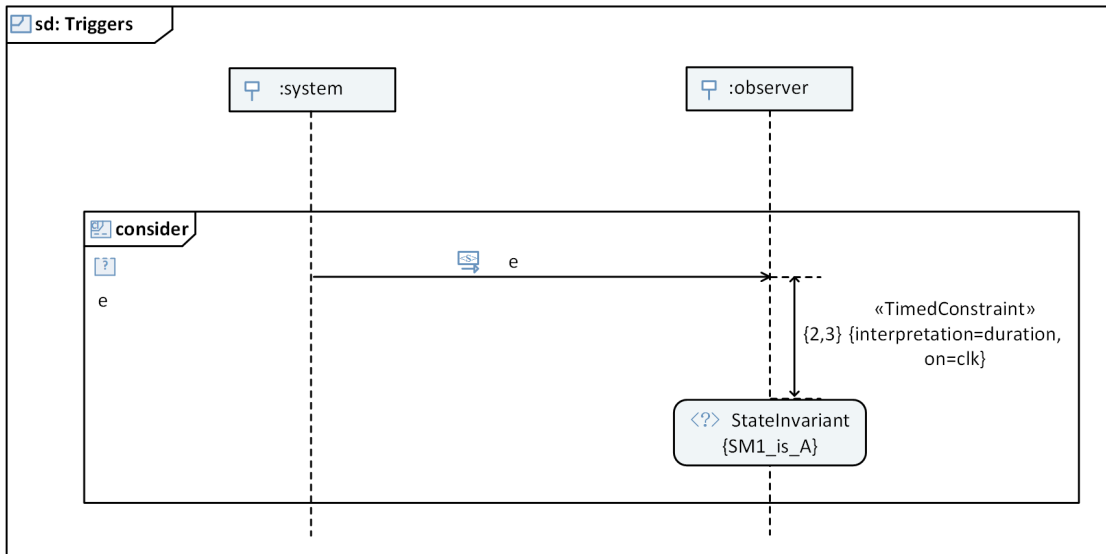 sd: Triggers
:system
:observer
consider
[?]
e
<S>
e
«TimedConstraint»
{2,3} {interpretation=duration,
on=clk}
<?> StateInvariant
{SM1_is_A}